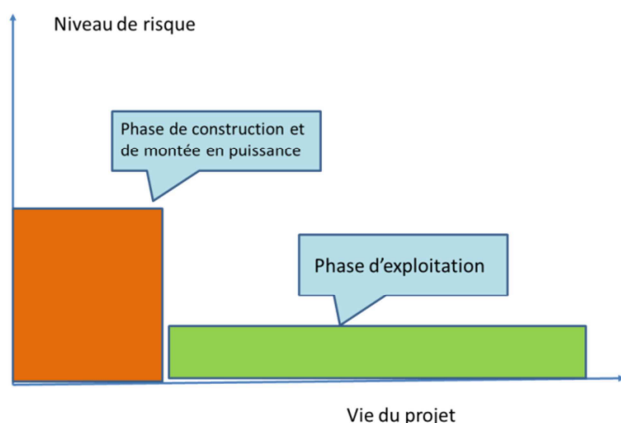 Niveau de risque
Phase de construction et
de montée en puissance
Phase d’exploitation
Vie du projet